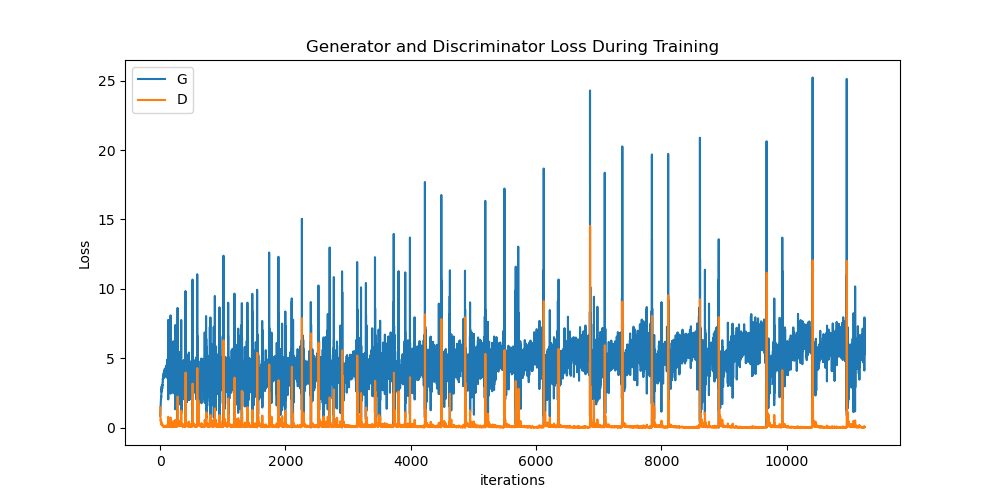 Generator and Discriminator Loss During Training
G
D
Loss
25
20
15
10
5
0
0 2000 4000 6000 8000 10000
iterations